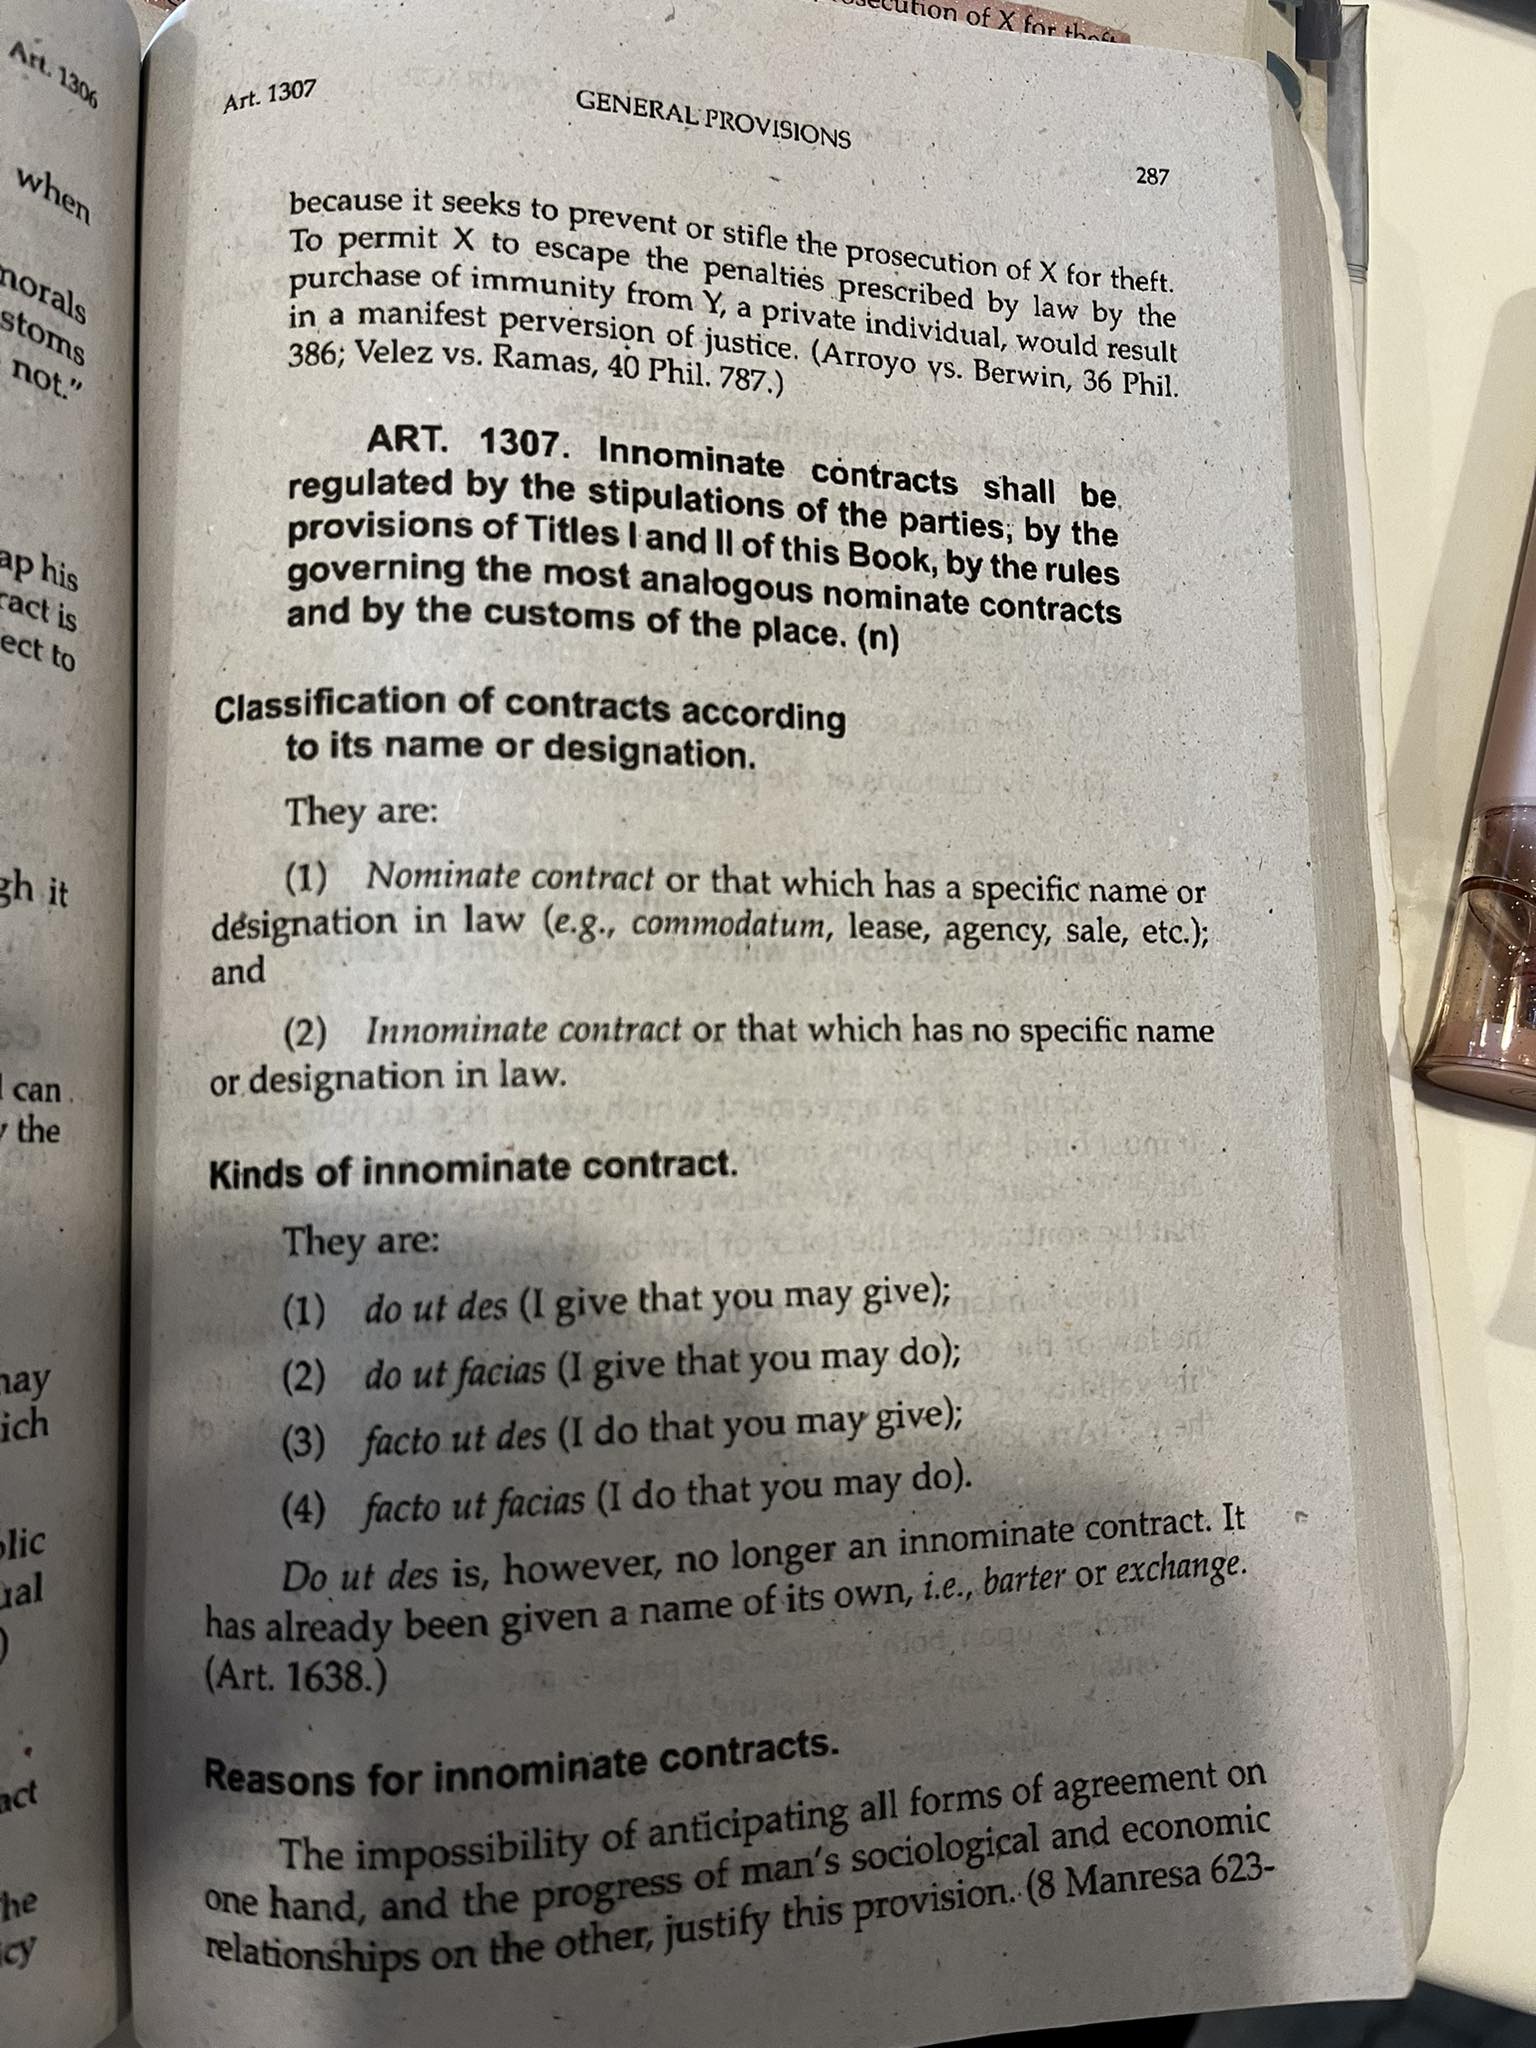 osecution of X for theft
Art. 1306
when
morals
stoms
not."
ap his
ract is
ect to
gh it
can
the
may
ich
blic
ual
)
act
he
icy
Art. 1307
GENERAL PROVISIONS
287
because it seeks to prevent or stifle the prosecution of X for theft.
To permit X to escape the penalties prescribed by law by the
purchase of immunity from Y, a private individual, would result
in a manifest perversion of justice. (Arroyo vs. Berwin, 36 Phil.
386; Velez vs. Ramas, 40 Phil. 787.)
ART. 1307. Innominate contracts shall be
regulated by the stipulations of the parties, by the
provisions of Titles I and II of this Book, by the rules
governing the most analogous nominate contracts
and by the customs of the place. (n)
Classification of contracts according
to its name or designation.
They are:
(1) Nominate contract or that which has a specific name or
designation in law (e.g., commodatum, lease, agency, sale, etc.);
and
(2) Innominate contract or that which has no specific name
or designation in law.
Kinds of innominate contract.
They are:
(1) do ut des (I give that you may give);
(2) do ut facias (I give that you may do);
(3) facto ut des (I do that you may give);
(4) facto ut facias (I do that you may do).
Do ut des is, however, no longer an innominate contract. It
has already been given a name of its own, i.e., barter or exchange.
(Art. 1638.)
Reasons for innominate contracts.
The impossibility of anticipating all forms of agreement on
one hand, and the progress of man's sociological and economic
relationships on the other, justify this provision. (8 Manresa 623-